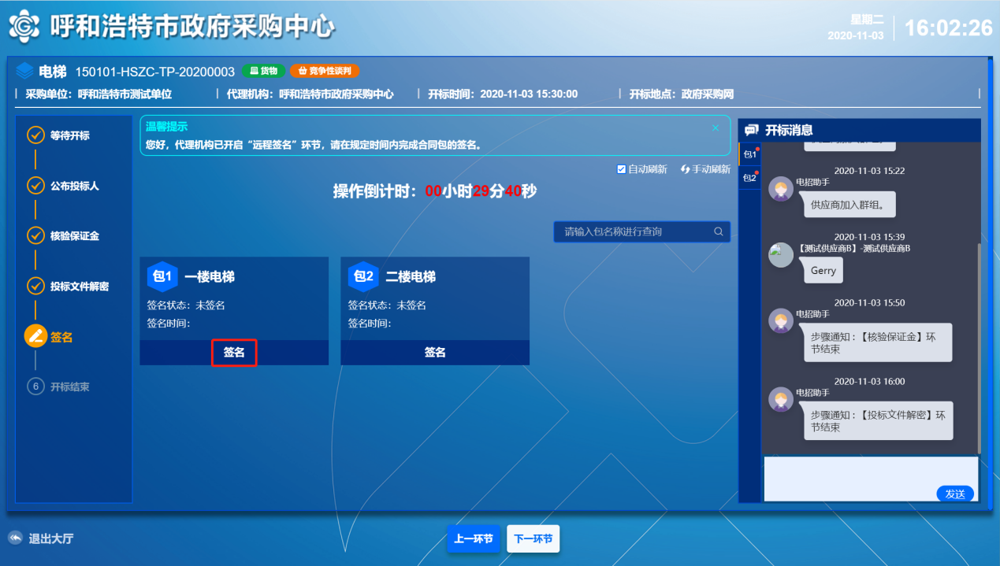 呼和浩特市政府采购中心
星期二
2020-11-03
16:02:26
电梯 150101-HSZC-TP-20200003 货物 竞争性谈判
采购单位：呼和浩特市测试单位 代理机构：呼和浩特市政府采购中心 开标时间：2020-11-03 15:30:00 开标地点：政府采购网
等待开标
公布投标人
核验保证金
投标文件解密
签名
6 开标结束
温馨提示
您好，代理机构已开启“远程签名”环节，请在规定时间内完成合同包的签名。
自动刷新 手动刷新
操作倒计时：00小时29分40秒
请输入包名称进行查询
包1 一楼电梯
签名状态：未签名
签名时间：
签名
包2 二楼电梯
签名状态：未签名
签名时间：
签名
开标消息
包1
包2
2020-11-03 15:22
电招助手
供应商加入群组。
2020-11-03 15:39
【测试供应商B】-测试供应商B
Gerry
2020-11-03 15:50
电招助手
步骤通知：【核验保证金】环
节结束
2020-11-03 16:00
电招助手
步骤通知：【投标文件解密】环
节结束
发送
退出大厅
上一环节 下一环节